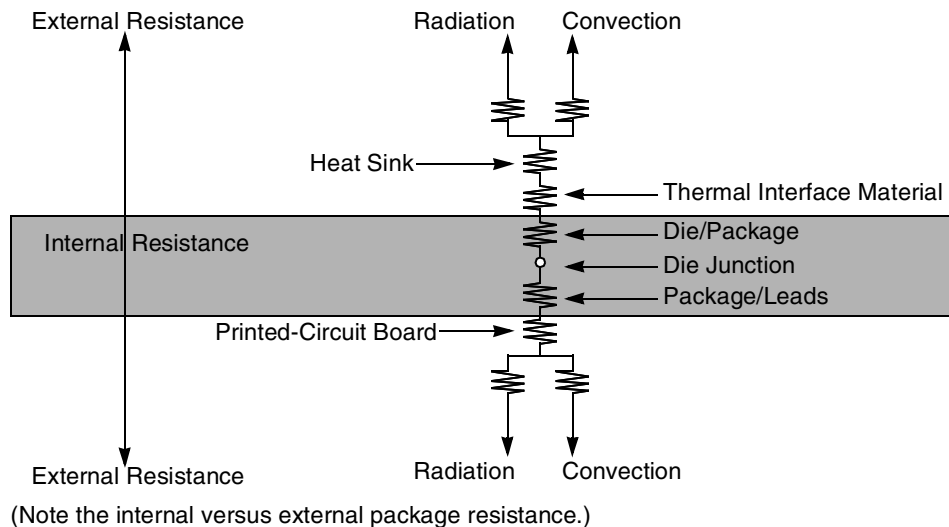 External Resistance
Radiation
Convection
Heat Sink
Thermal Interface Material
Internal Resistance
Die/Package
Die Junction
Package/Leads
Printed-Circuit Board
External Resistance
Radiation
Convection
(Note the internal versus external package resistance.)